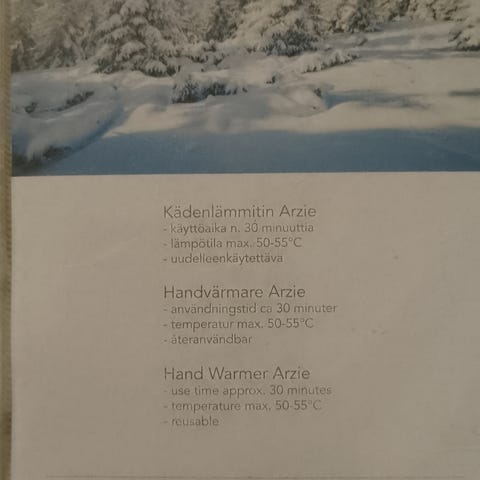 Kädenlämmitin Arzie
- käyttöaika n. 30 minuuttia
- lämpötila max. 50-55°C
- uudelleenkäytettävä
Handvärmare Arzie
- användningstid ca 30 minuter
- temperatur max. 50-55°C
- återanvändbar
Hand Warmer Arzie
- use time approx. 30 minutes
- temperature max. 50-55°C
- reusable